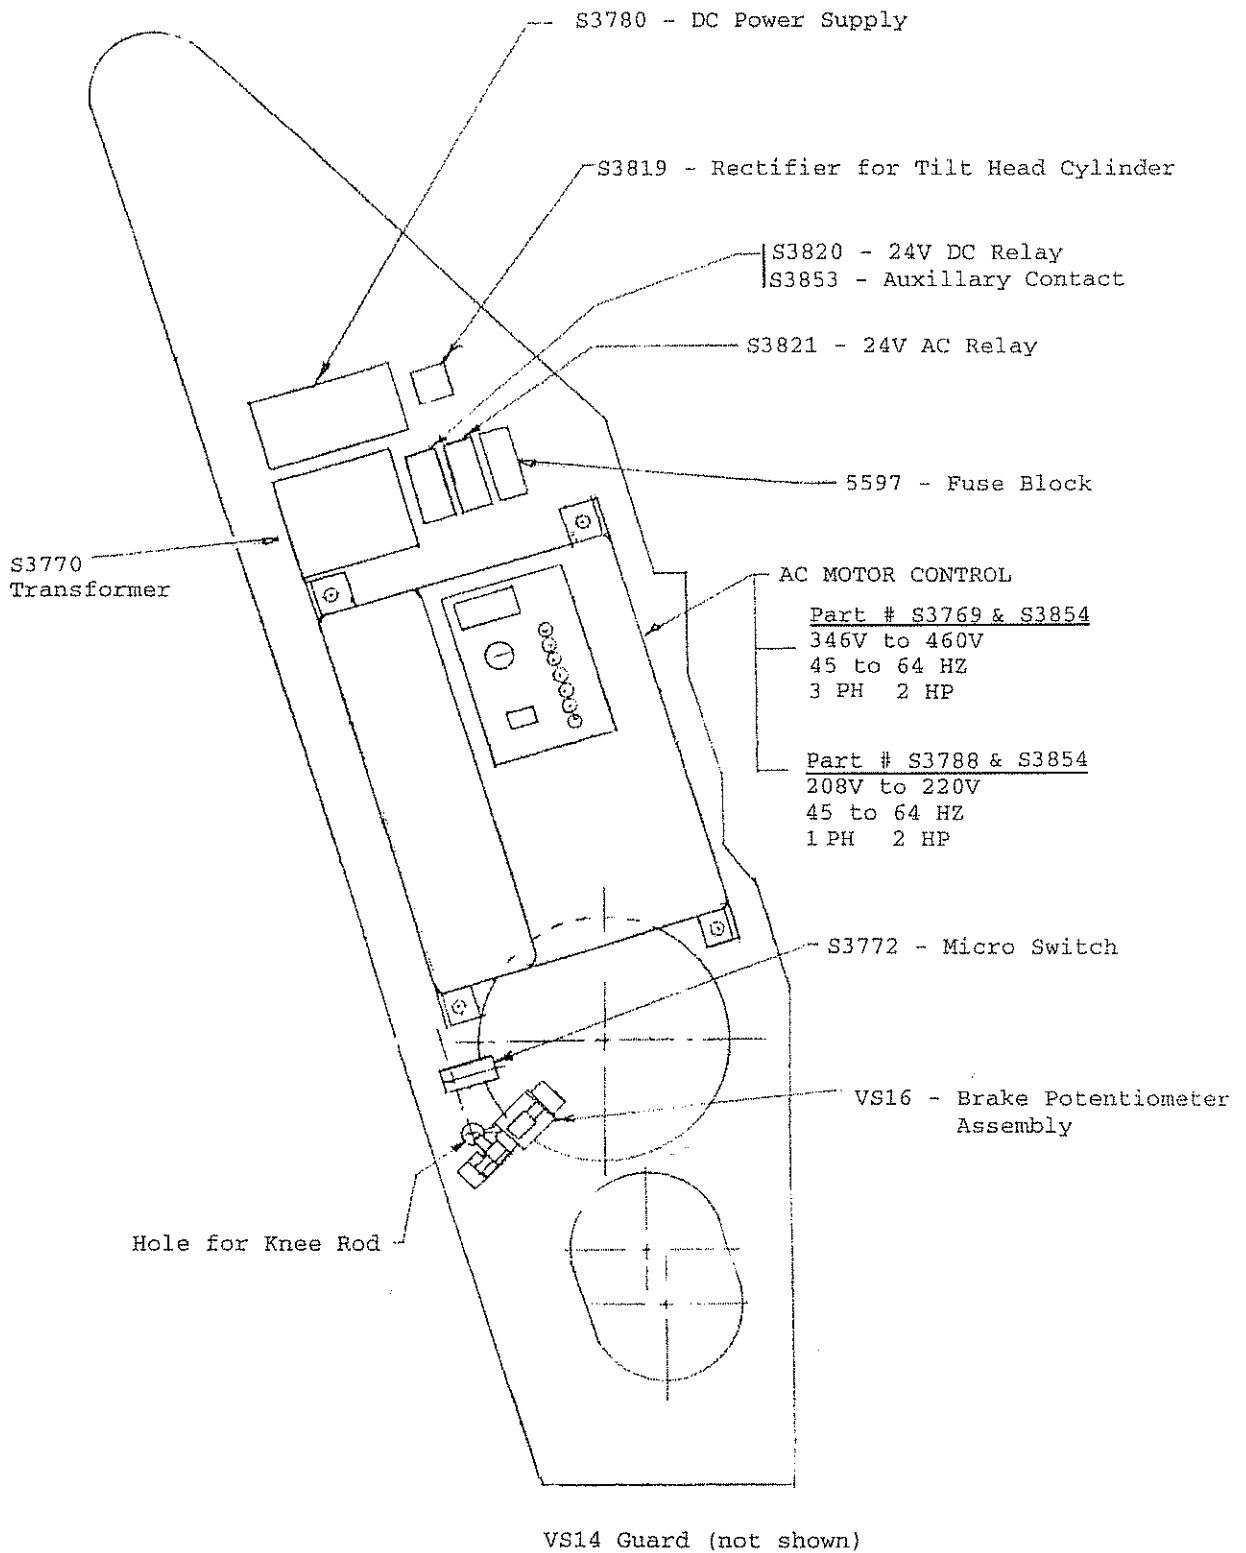 S3780 - DC Power Supply
S3819 - Rectifier for Tilt Head Cylinder
S3820 - 24V DC Relay
S3853 - Auxillary Contact
S3821 - 24V AC Relay
5597 - Fuse Block
S3770
Transformer
AC MOTOR CONTROL
Part # S3769 & S3854
346V to 460V
45 to 64 HZ
3 PH 2 HP
Part # S3788 & S3854
208V to 220V
45 to 64 HZ
1 PH 2 HP
S3772 - Micro Switch
VS16 - Brake Potentiometer
Assembly
Hole for Knee Rod
VS14 Guard (not shown)